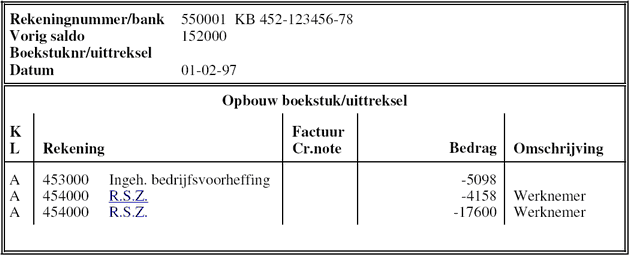 Rekeningnummer/bank 550001 KB 452-123456-78
Vorig saldo 152000
Boekstuknr/uittreksel
Datum 01-02-97
Opbouw boekstuk/uittreksel
K Factuur
L Rekening Cr.note Bedrag Omschrijving
A 453000 Ingeh. bedrijfsvoorheffing -5098
A 454000 R.S.Z. -4158 Werknemer
A 454000 R.S.Z. -17600 Werknemer